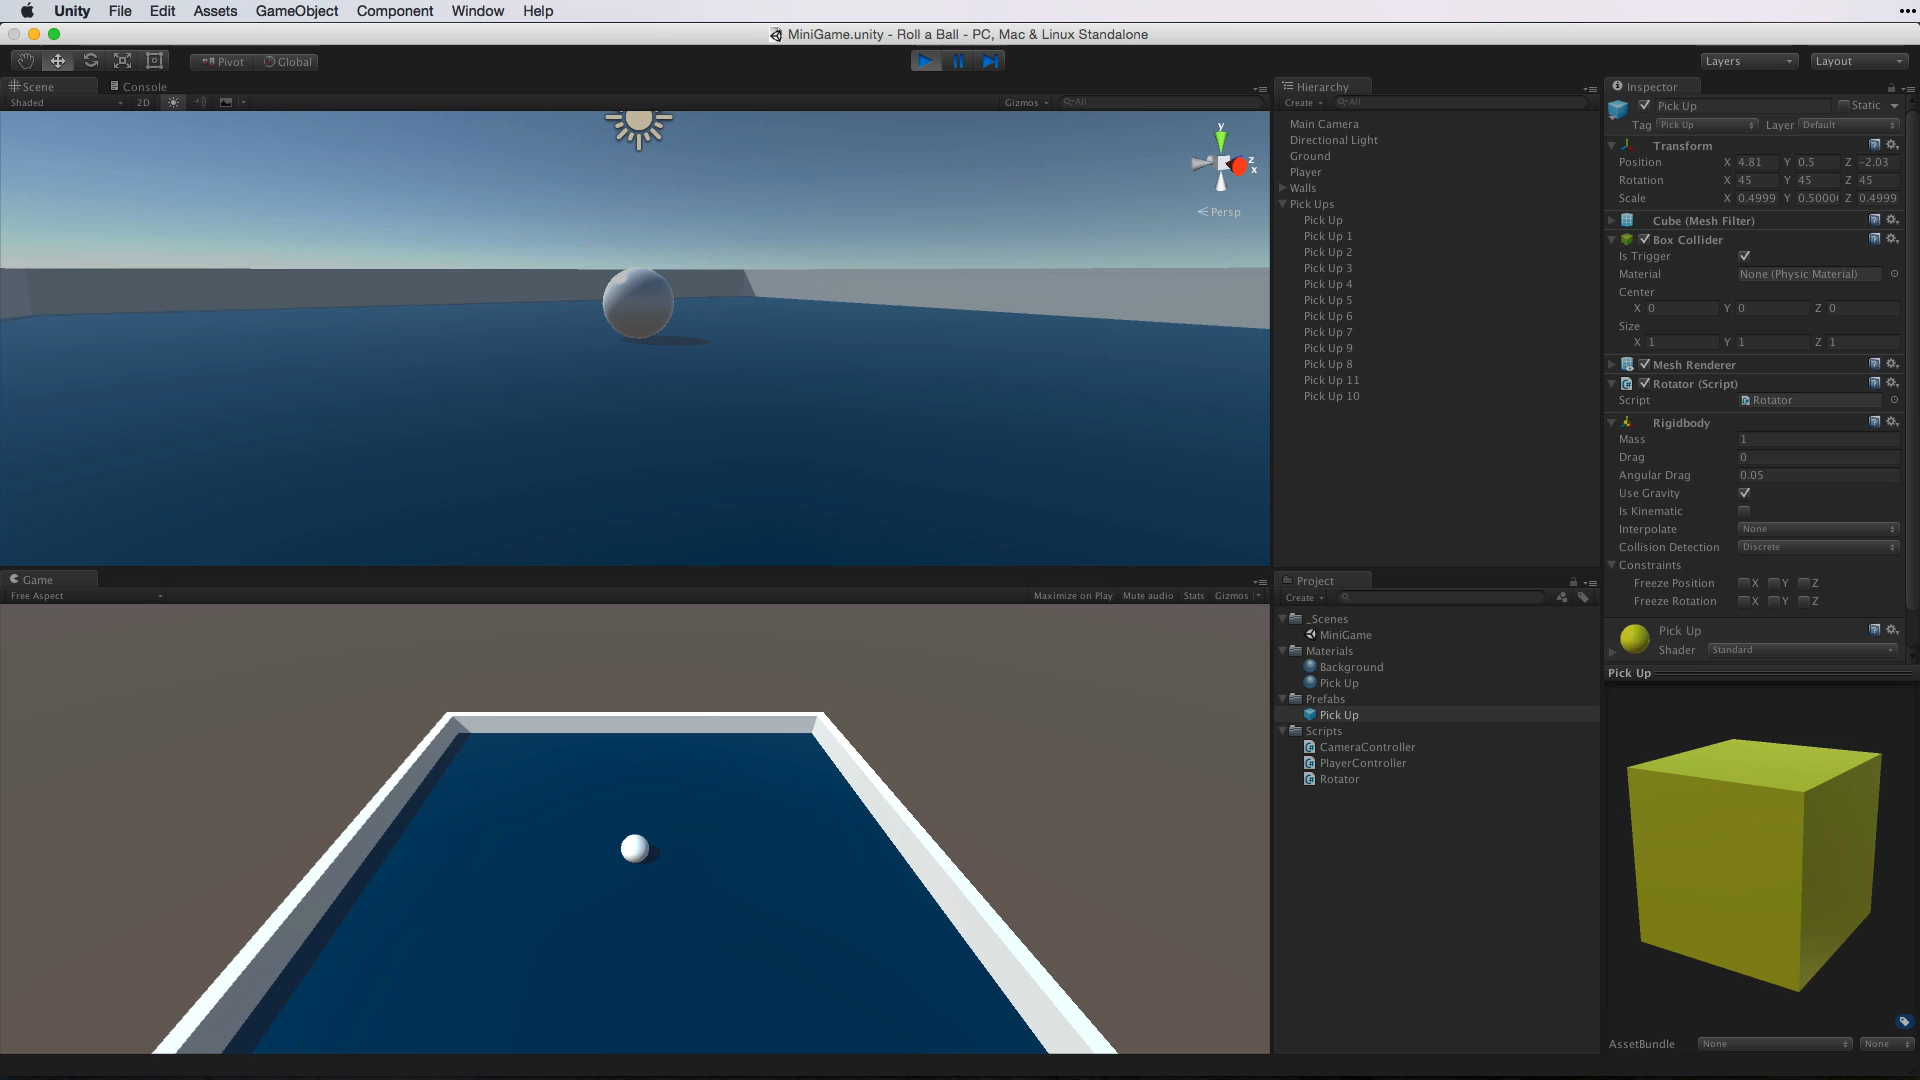 Unity File Edit Assets GameObject Component Window Help
MiniGame.unity - Roll a Ball - PC, Mac & Linux Standalone
Pivot Global
Layers Layout
Scene Console
Shaded 2D Gizmos All
y
z
x
Persp
Game
Free Aspect Maximize on Play Mute audio Stats Gizmos
Hierarchy
Create All
Main Camera
Directional Light
Ground
Player
Walls
Pick Ups
Pick Up
Pick Up 1
Pick Up 2
Pick Up 3
Pick Up 4
Pick Up 5
Pick Up 6
Pick Up 7
Pick Up 9
Pick Up 8
Pick Up 11
Pick Up 10
Project
Create
_Scenes
MiniGame
Materials
Background
Pick Up
Prefabs
Pick Up
Scripts
CameraController
PlayerController
Rotator
Inspector
Pick Up Static
Tag Pick Up Layer Default
Transform
Position X 4.81 Y 0.5 Z -2.03
Rotation X 45 Y 45 Z 45
Scale X 0.4999 Y 0.5000 Z 0.4999
Cube (Mesh Filter)
Box Collider
Is Trigger
Material None (Physic Material)
Center
X 0 Y 0 Z 0
Size
X 1 Y 1 Z 1
Mesh Renderer
Rotator (Script)
Script Rotator
Rigidbody
Mass 1
Drag 0
Angular Drag 0.05
Use Gravity
Is Kinematic
Interpolate None
Collision Detection Discrete
Constraints
Freeze Position X Y Z
Freeze Rotation X Y Z
Pick Up
Shader Standard
Pick Up
AssetBundle None None